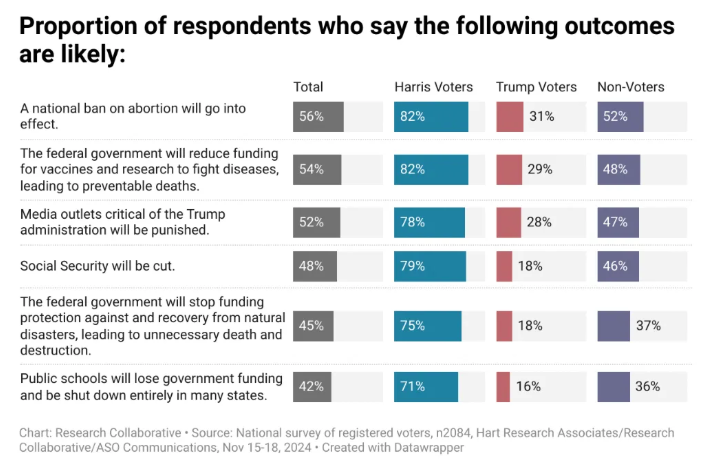 Proportion of respondents who say the following outcomes
are likely:
Total Harris Voters Trump Voters Non-Voters
A national ban on abortion will go into
effect.
56% 82% 31% 52%
The federal government will reduce funding
for vaccines and research to fight diseases,
leading to preventable deaths.
54% 82% 29% 48%
Media outlets critical of the Trump
administration will be punished.
52% 78% 28% 47%
Social Security will be cut.
48% 79% 18% 46%
The federal government will stop funding
protection against and recovery from natural
disasters, leading to unnecessary death and
destruction.
45% 75% 18% 37%
Public schools will lose government funding
and be shut down entirely in many states.
42% 71% 16% 36%
Chart: Research Collaborative • Source: National survey of registered voters, n2084, Hart Research Associates/Research
Collaborative/ASO Communications, Nov 15-18, 2024 • Created with Datawrapper